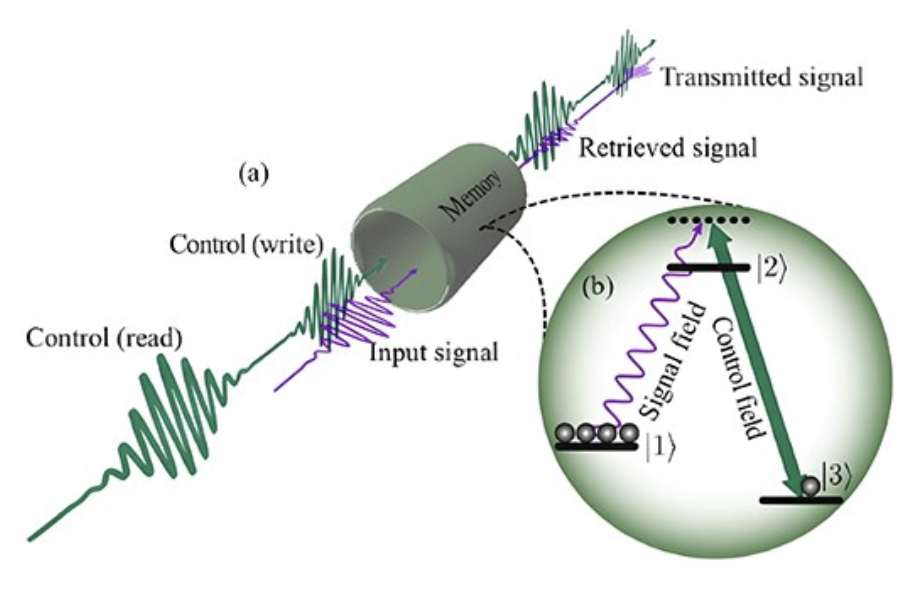 Transmitted signal
Retrieved signal
(a)
Memory
Control (write)
Control (read)
Input signal
(b)
|2⟩
Signal field
Control field
|1⟩
|3⟩